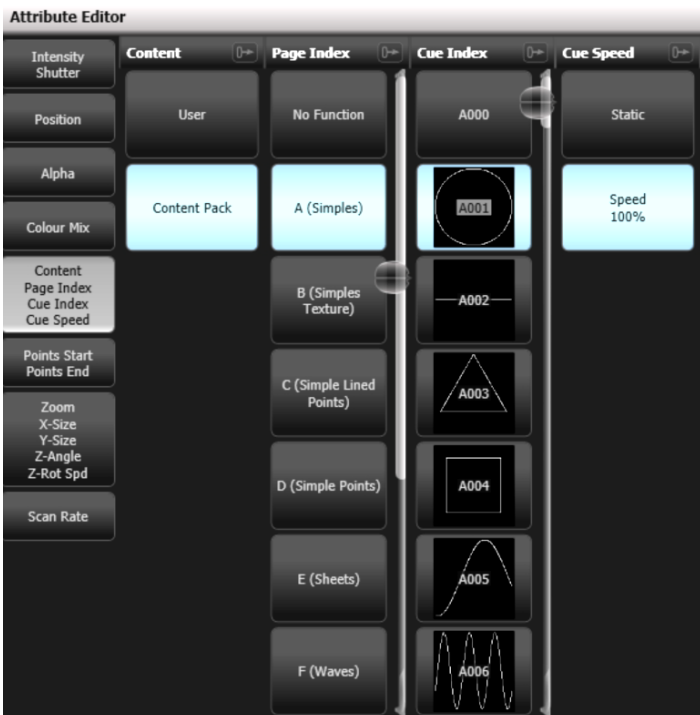 Attribute Editor
Intensity
Shutter
Position
Alpha
Colour Mix
Content
Page Index
Cue Index
Cue Speed
Points Start
Points End
Zoom
X-Size
Y-Size
Z-Angle
Z-Rot Spd
Scan Rate
Content
User
Content Pack
Page Index
No Function
A (Simples)
B (Simples
Texture)
C (Simple Lined
Points)
D (Simple Points)
E (Sheets)
F (Waves)
Cue Index
A000
A001
A002
A003
A004
A005
A006
Cue Speed
Static
Speed
100%